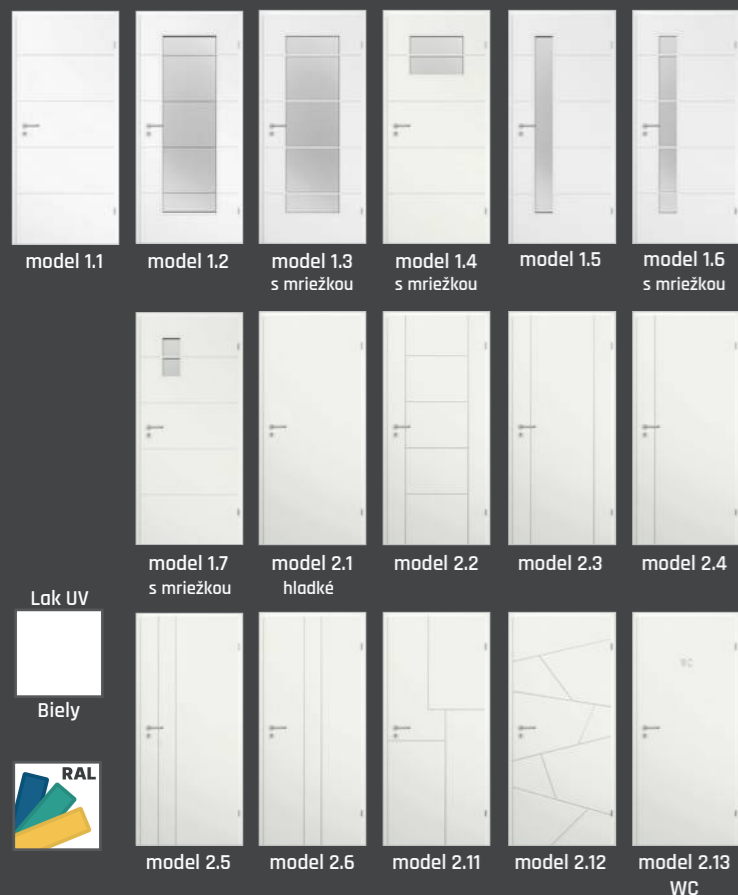 model 1.1
model 1.2
model 1.3
s mriežkou
model 1.4
s mriežkou
model 1.5
model 1.6
s mriežkou
model 1.7
s mriežkou
model 2.1
hladké
model 2.2
model 2.3
model 2.4
Lak UV
Biely
RAL
WC
model 2.5
model 2.6
model 2.11
model 2.12
model 2.13
WC